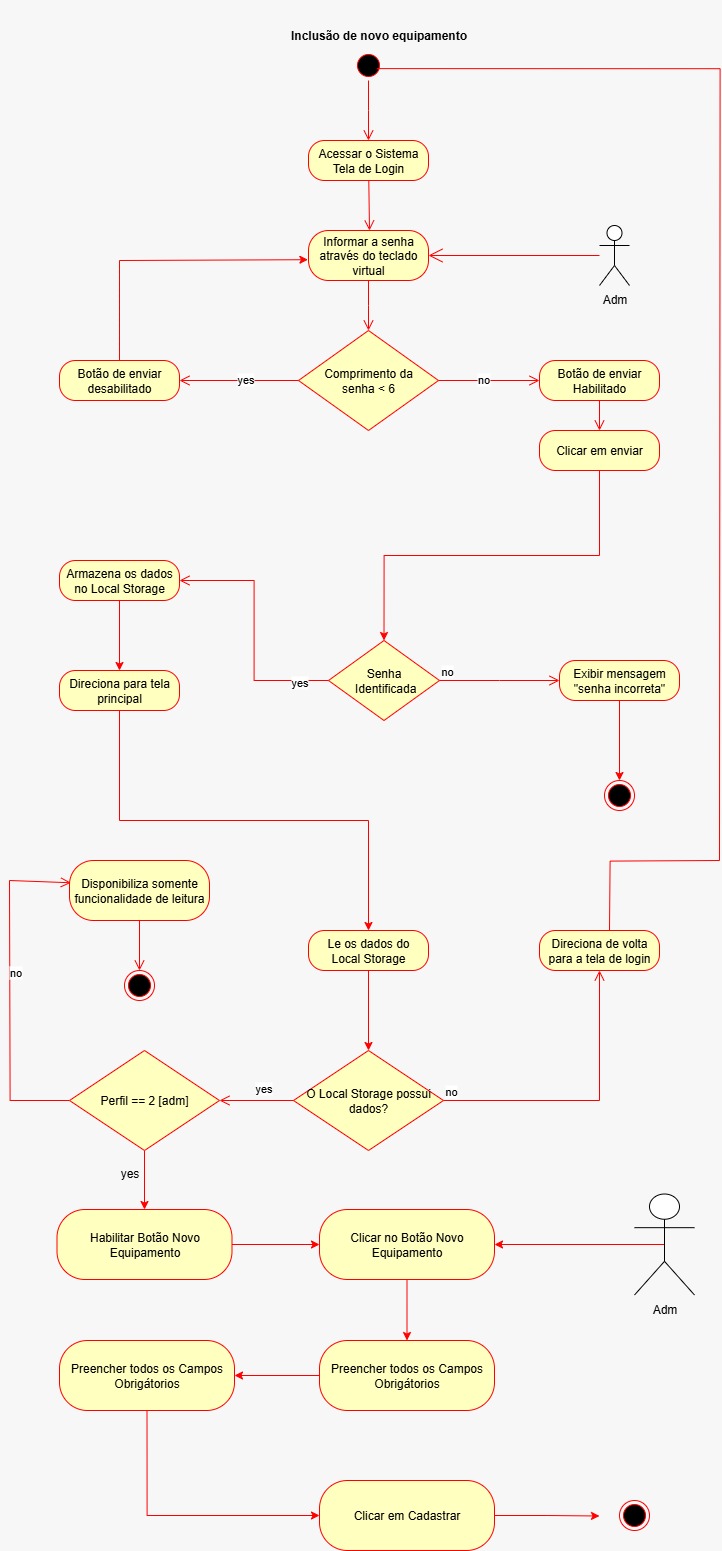 Inclusão de novo equipamento
Acessar o Sistema
Tela de Login
Informar a senha
através do teclado
virtual
Adm
Botão de enviar
desabilitado
yes
Comprimento da
senha < 6
no
Botão de enviar
Habilitado
Clicar em enviar
Armazena os dados
no Local Storage
Direciona para tela
principal
yes
Senha
Identificada
no
Exibir mensagem
"senha incorreta"
Disponibiliza somente
funcionalidade de leitura
no
Le os dados do
Local Storage
Direciona de volta
para a tela de login
Perfil == 2 [adm]
yes
O Local Storage possui
dados?
no
yes
Habilitar Botão Novo
Equipamento
Clicar no Botão Novo
Equipamento
Adm
Preencher todos os Campos
Obrigátorios
Preencher todos os Campos
Obrigátorios
Clicar em Cadastrar